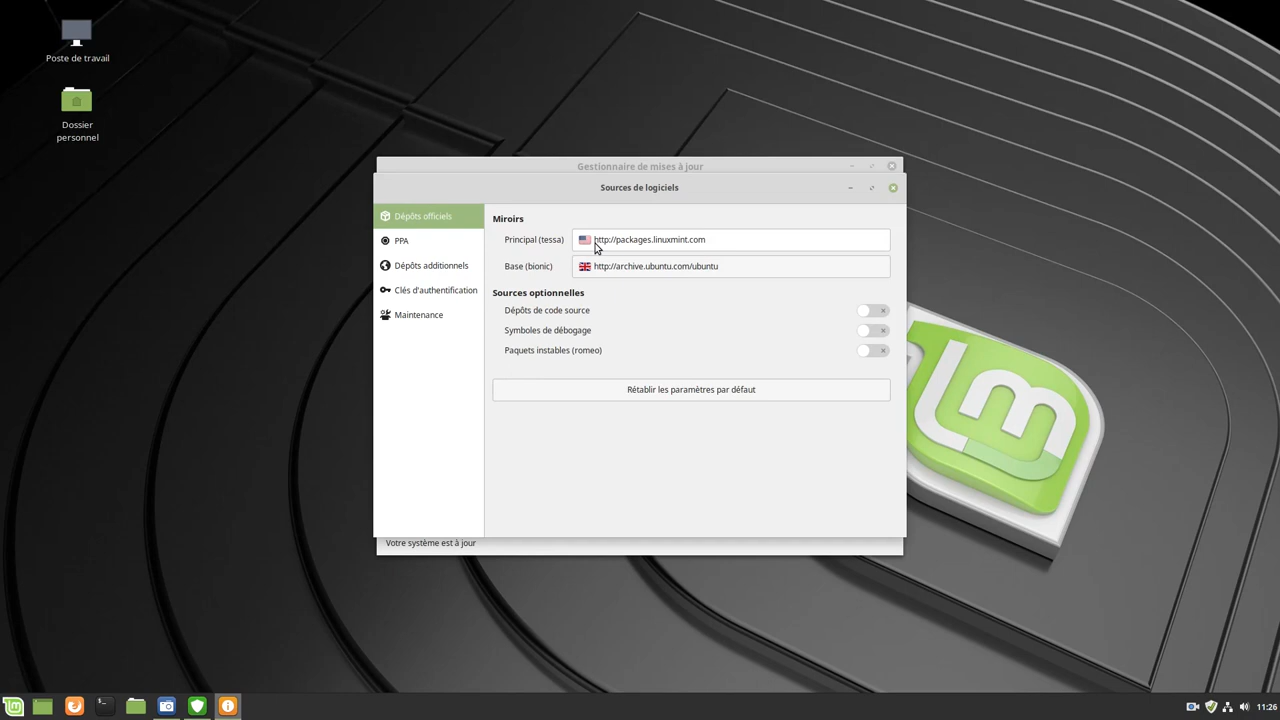 Poste de travail
Dossier
personnel
Gestionnaire de mises à jour
Sources de logiciels
Dépôts officiels
PPA
Dépôts additionnels
Clés d'authentification
Maintenance
Miroirs
Principal (tessa) http://packages.linuxmint.com
Base (bionic) http://archive.ubuntu.com/ubuntu
Sources optionnelles
Dépôts de code source
Symboles de débogage
Paquets instables (romeo)
Rétablir les paramètres par défaut
Votre système est à jour
11:26